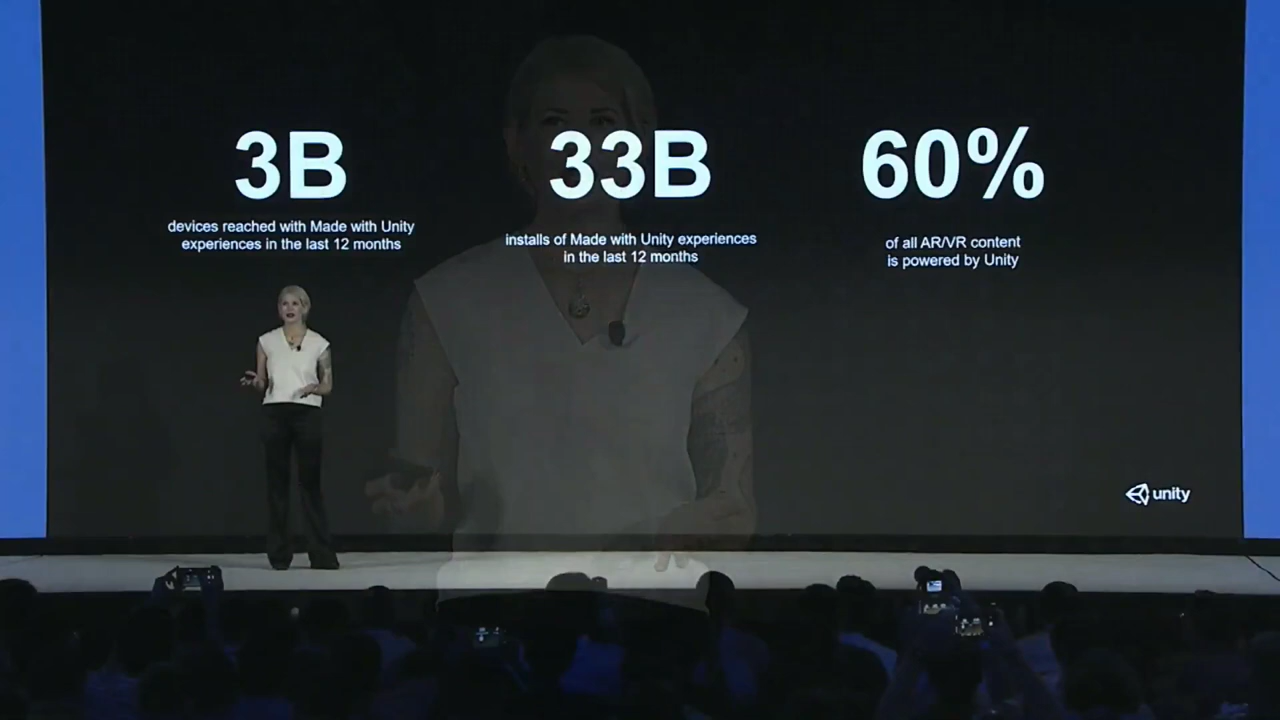 3B
devices reached with Made with Unity
experiences in the last 12 months
33B
installs of Made with Unity experiences
in the last 12 months
60%
of all AR/VR content
is powered by Unity
unity